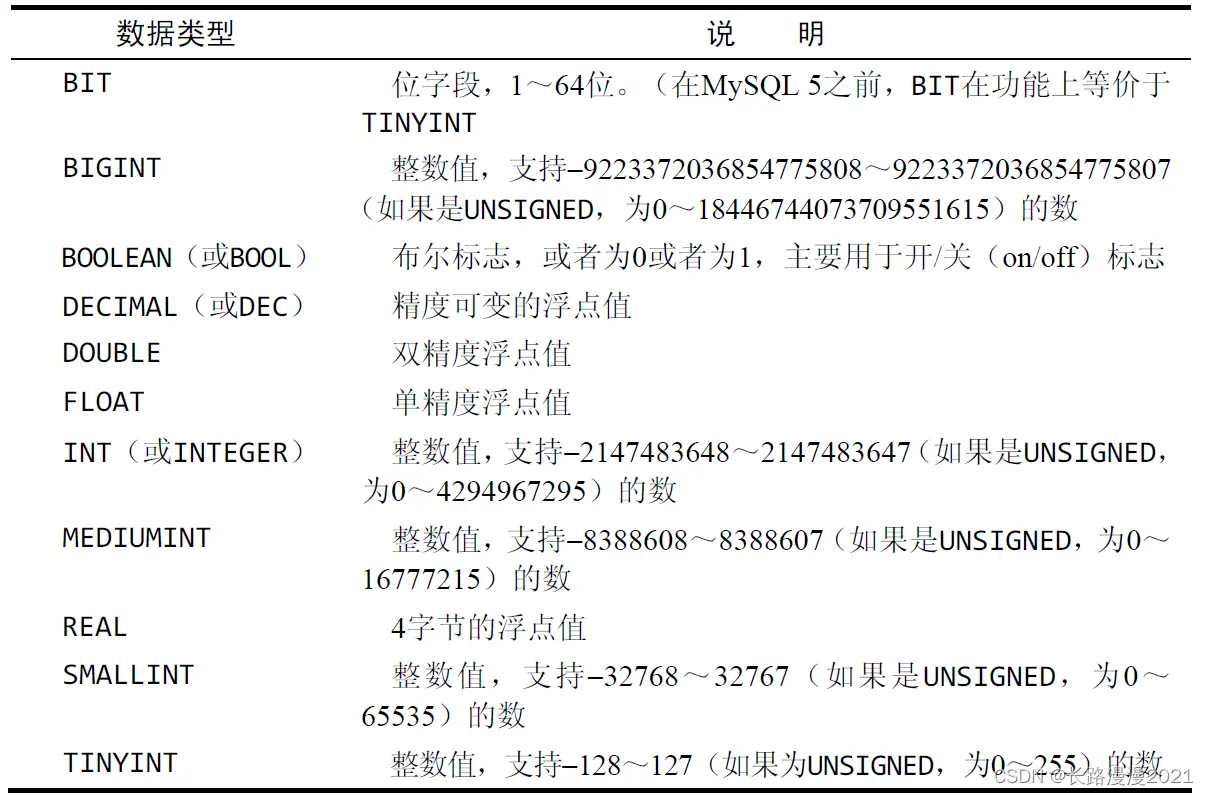 数据类型 说 明
BIT 位字段，1～64位。（在MySQL 5之前，BIT在功能上等价于
TINYINT
BIGINT 整数值，支持–9223372036854775808～9223372036854775807
（如果是UNSIGNED，为0～18446744073709551615）的数
BOOLEAN（或BOOL） 布尔标志，或者为0或者为1，主要用于开/关（on/off）标志
DECIMAL（或DEC） 精度可变的浮点值
DOUBLE 双精度浮点值
FLOAT 单精度浮点值
INT（或INTEGER） 整数值，支持–2147483648～2147483647（如果是UNSIGNED，
为0～4294967295）的数
MEDIUMINT 整数值，支持–8388608～8388607（如果是UNSIGNED，为0～
16777215）的数
REAL 4字节的浮点值
SMALLINT 整数值，支持–32768～32767（如果是UNSIGNED，为0～
65535）的数
TINYINT 整数值，支持–128～127（如果为UNSIGNED，为0～255）的数
CSDN @长路漫漫2021